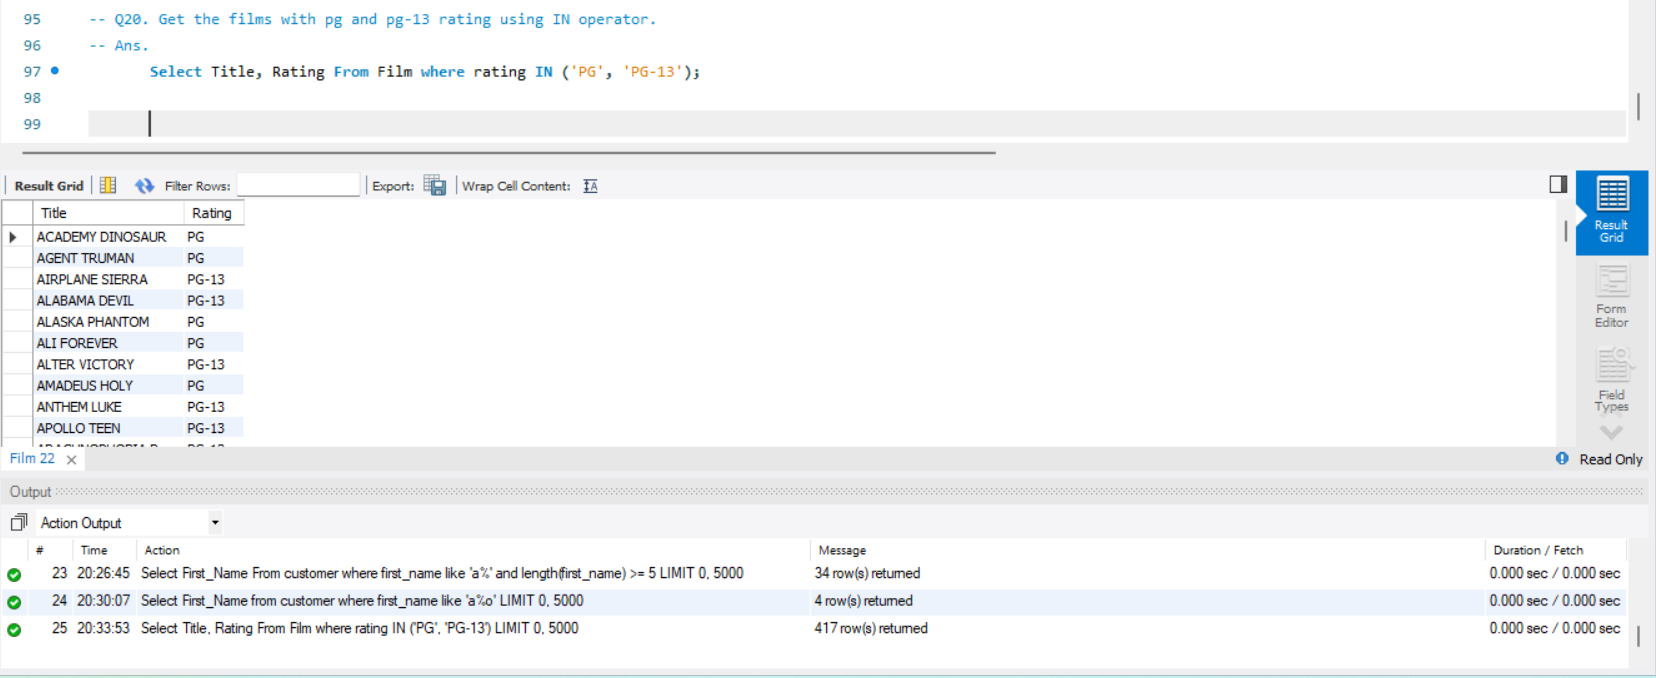 95 -- Q20. Get the films with pg and pg-13 rating using IN operator.
96 -- Ans.
97 Select Title, Rating From Film where rating IN ('PG', 'PG-13');
98
99
Result Grid Filter Rows: Export: Wrap Cell Content:
Title Rating
ACADEMY DINOSAUR PG
AGENT TRUMAN PG
AIRPLANE SIERRA PG-13
ALABAMA DEVIL PG-13
ALASKA PHANTOM PG
ALI FOREVER PG
ALTER VICTORY PG-13
AMADEUS HOLY PG
ANTHEM LUKE PG-13
APOLLO TEEN PG-13
Result
Grid
Form
Editor
Field
Types
Film 22 Read Only
Output
Action Output
# Time Action Message Duration / Fetch
23 20:26:45 Select First_Name From customer where first_name like 'a%' and length(first_name) >= 5 LIMIT 0, 5000 34 row(s) returned 0.000 sec / 0.000 sec
24 20:30:07 Select First_Name from customer where first_name like 'a%o' LIMIT 0, 5000 4 row(s) returned 0.000 sec / 0.000 sec
25 20:33:53 Select Title, Rating From Film where rating IN ('PG', 'PG-13') LIMIT 0, 5000 417 row(s) returned 0.000 sec / 0.000 sec